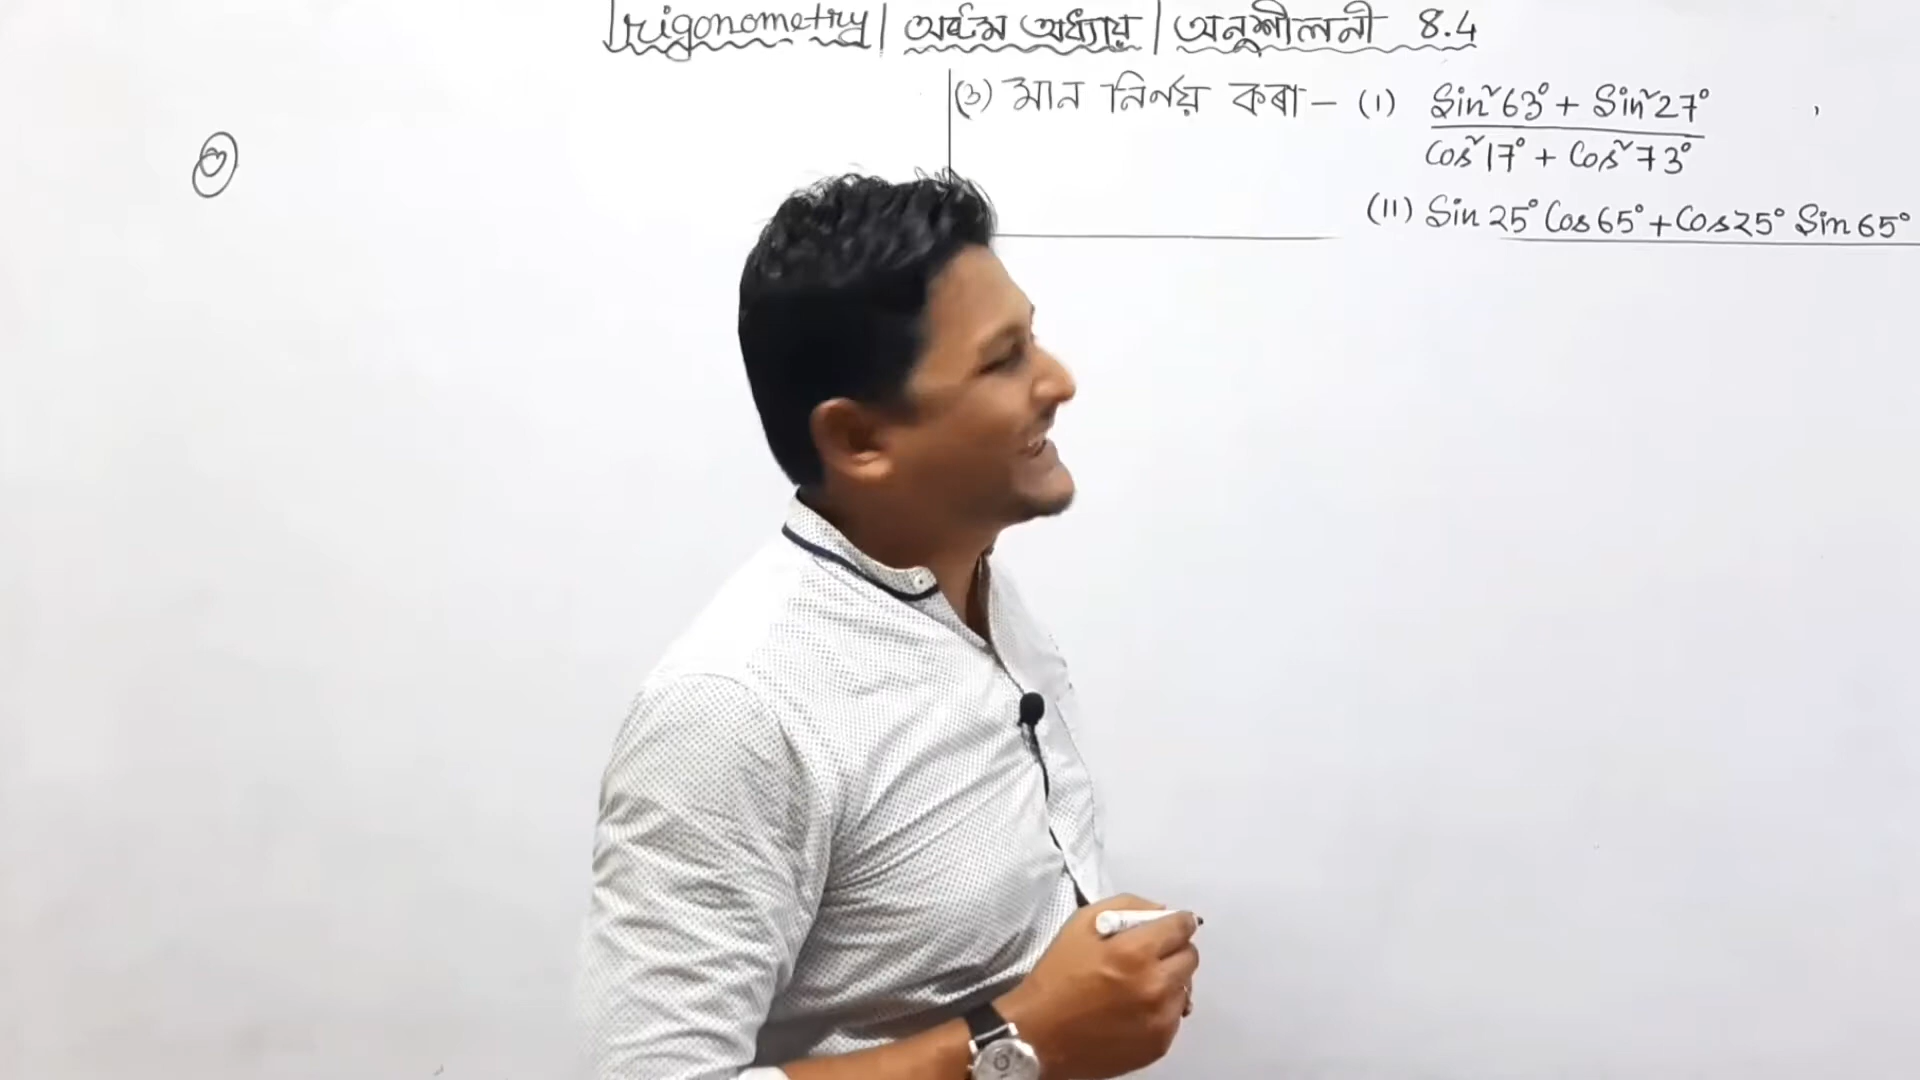 Trigonometry | অষ্টম অধ্যায় | অনুশীলনী 8.4
(৩) মান নিৰ্ণয় কৰা – (I) Sin²63° + Sin²27°
Cos²17° + Cos²73°
(II) Sin 25° Cos 65° + Cos 25° Sin 65°